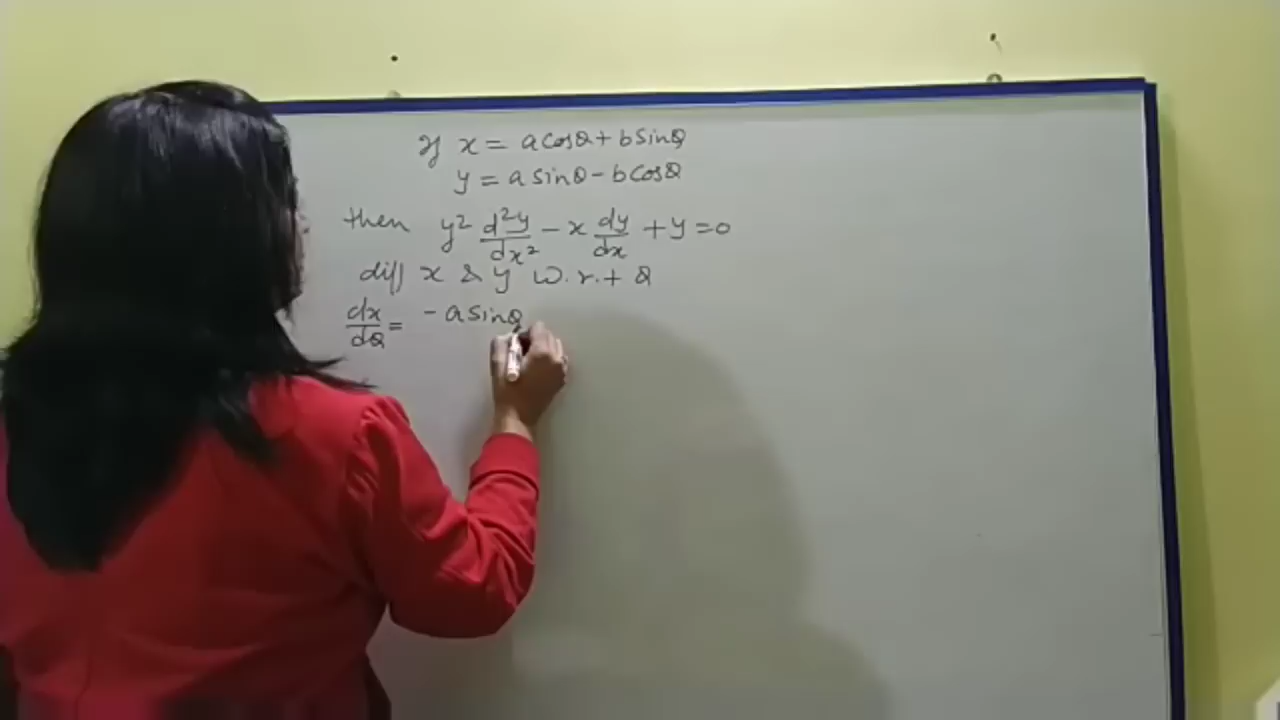 If x = a cosθ + b sinθ
y = a sinθ - b cosθ
then y² d²y/dx² - x dy/dx + y = 0
diff x & y w.r.t θ
dx/dθ = - a sinθ